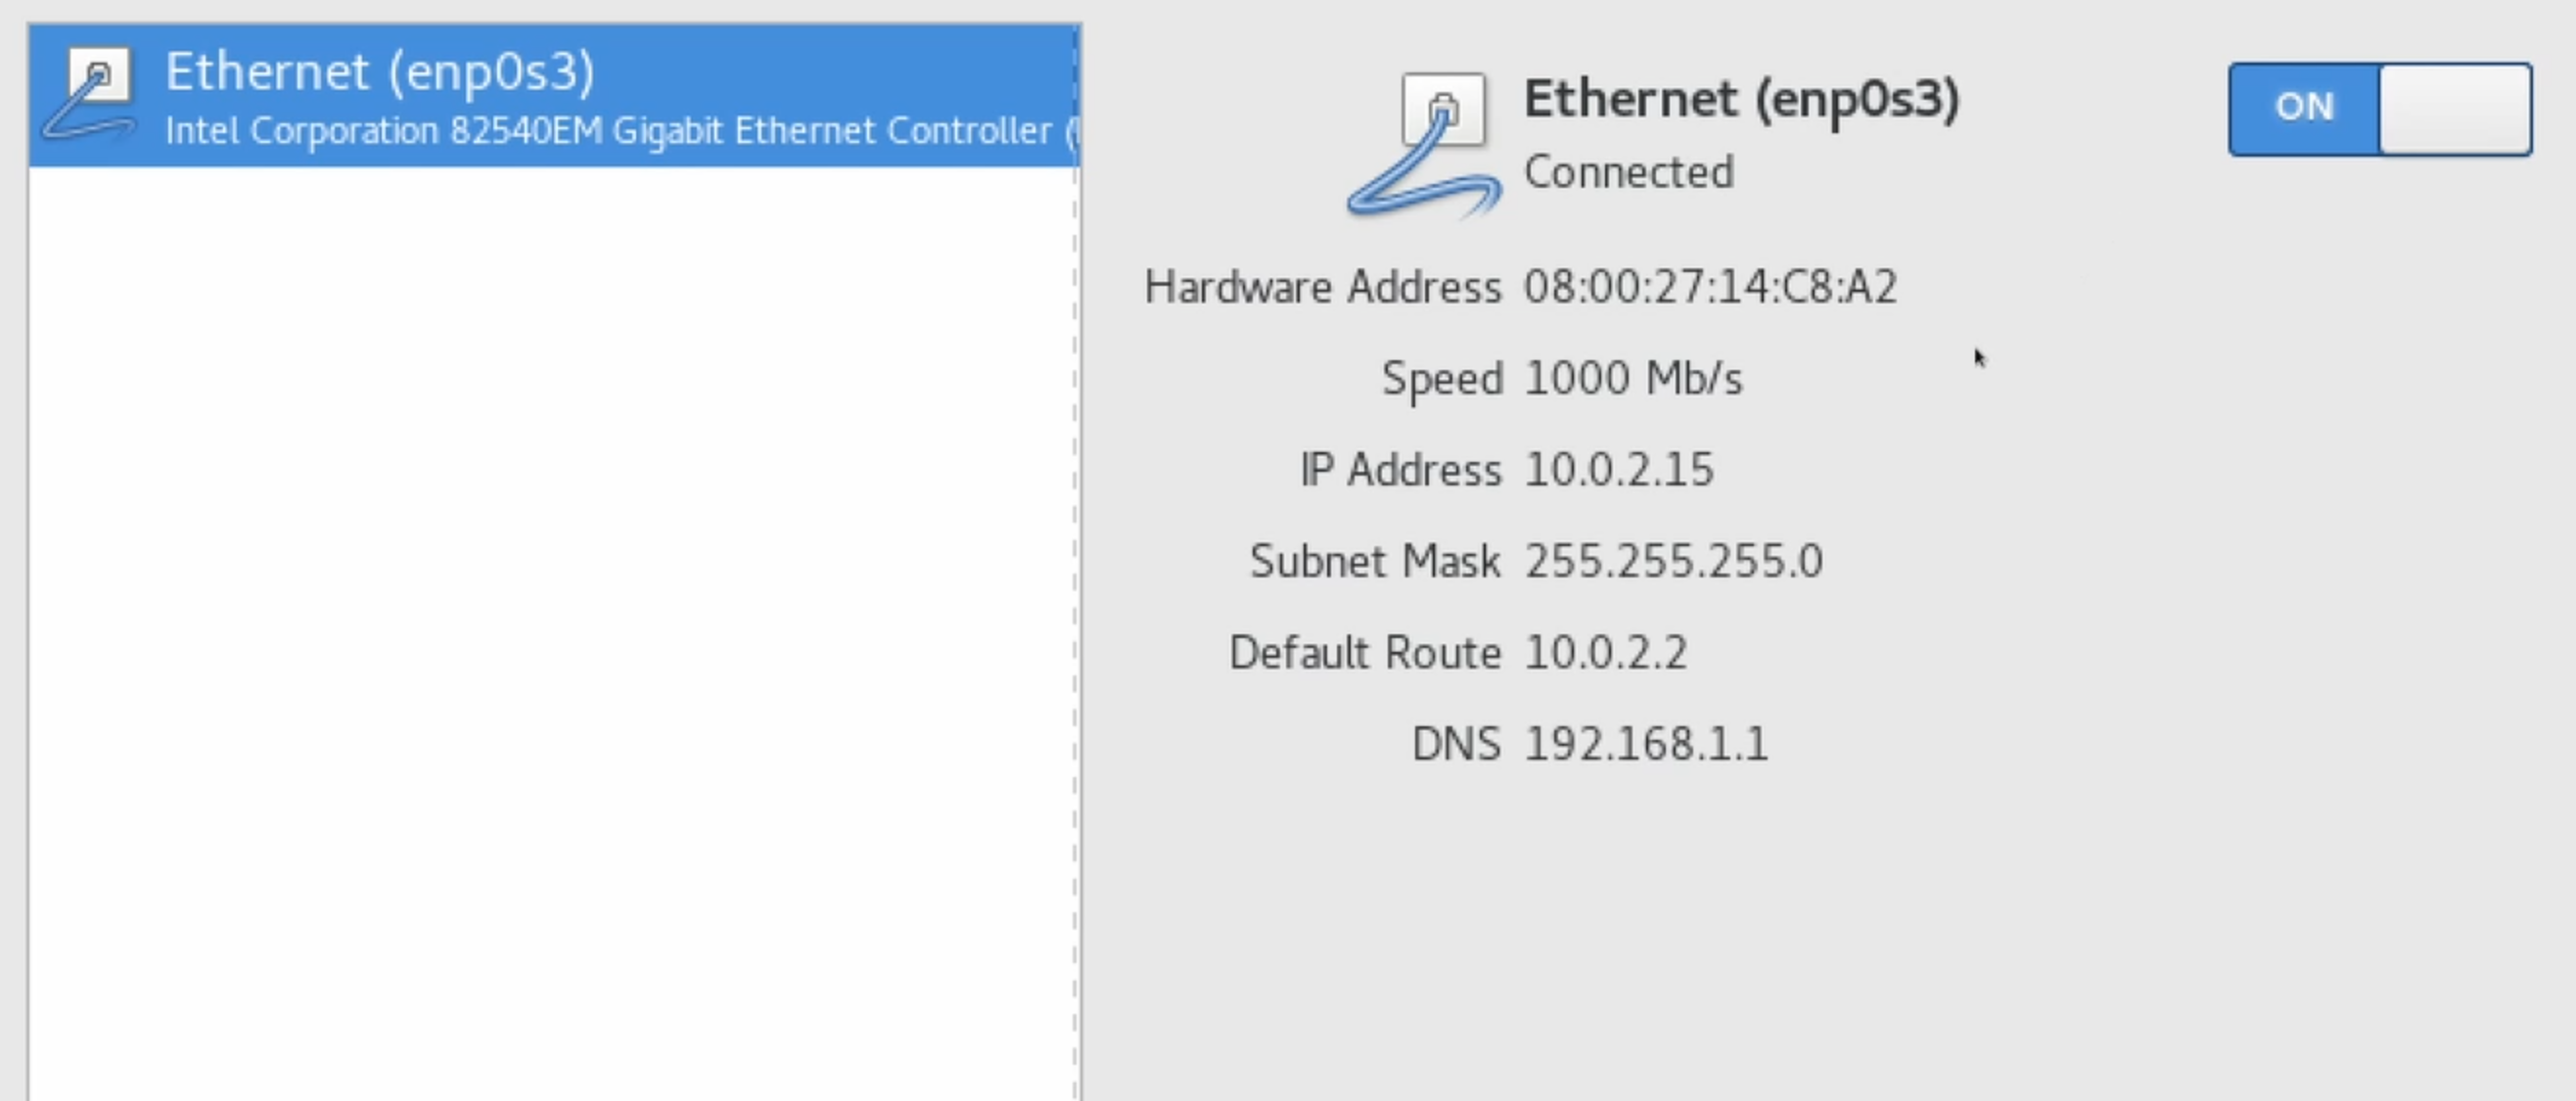 Ethernet (enp0s3)
Intel Corporation 82540EM Gigabit Ethernet Controller (
Ethernet (enp0s3)
Connected
ON
Hardware Address 08:00:27:14:C8:A2
Speed 1000 Mb/s
IP Address 10.0.2.15
Subnet Mask 255.255.255.0
Default Route 10.0.2.2
DNS 192.168.1.1